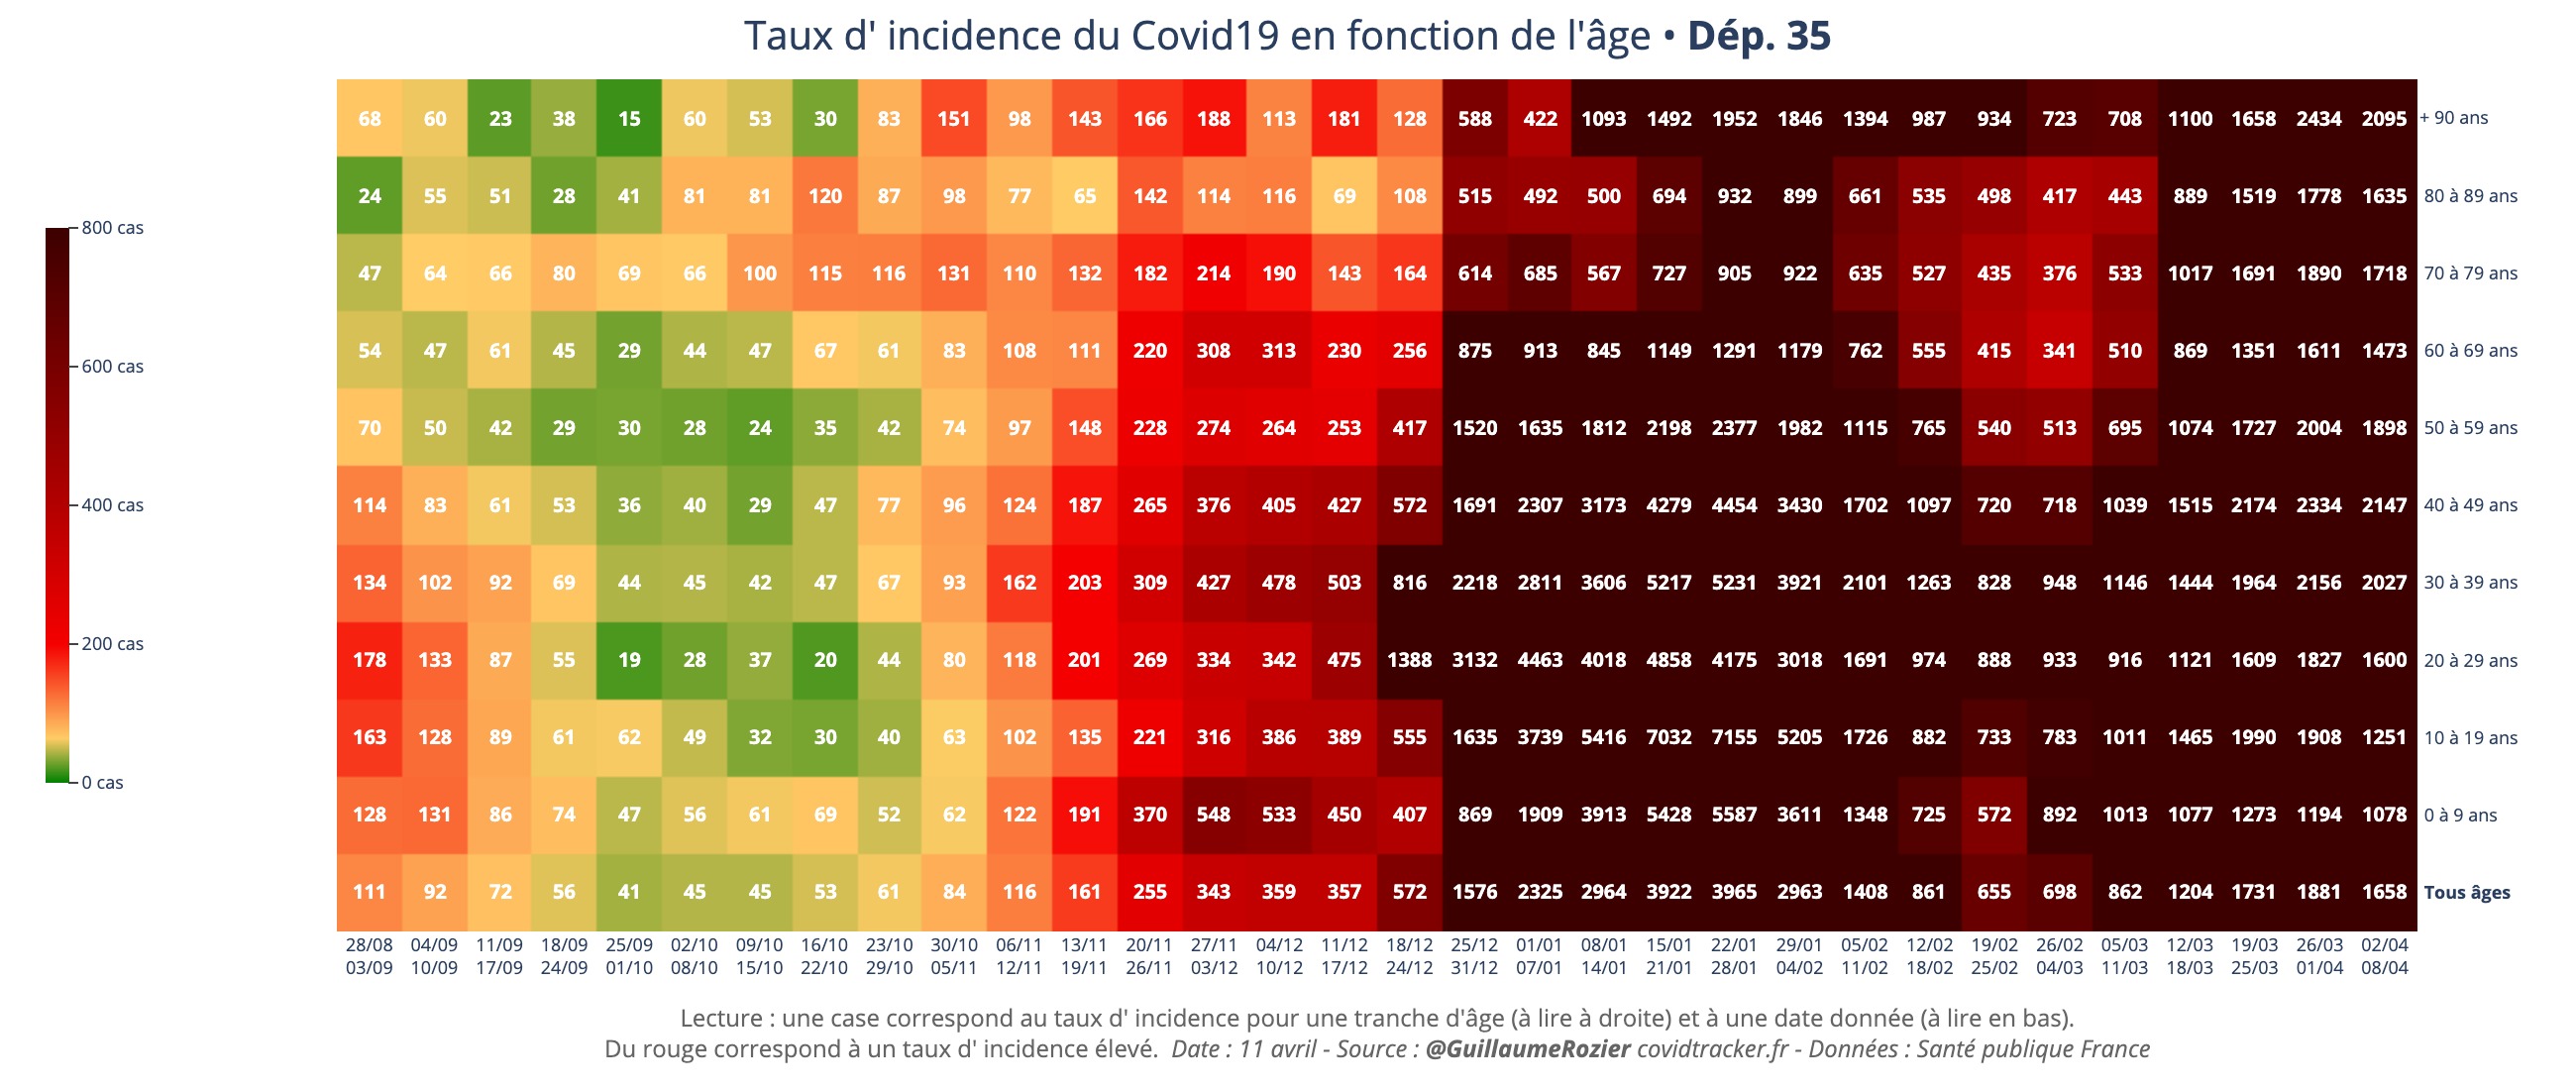 Taux d' incidence du Covid19 en fonction de l'âge • Dép. 35
800 cas
600 cas
400 cas
200 cas
0 cas
68 60 23 38 15 60 53 30 83 151 98 143 166 188 113 181 128 588 422 1093 1492 1952 1846 1394 987 934 723 708 1100 1658 2434 2095 + 90 ans
24 55 51 28 41 81 81 120 87 98 77 65 142 114 116 69 108 515 492 500 694 932 899 661 535 498 417 443 889 1519 1778 1635 80 à 89 ans
47 64 66 80 69 66 100 115 116 131 110 132 182 214 190 143 164 614 685 567 727 905 922 635 527 435 376 533 1017 1691 1890 1718 70 à 79 ans
54 47 61 45 29 44 47 67 61 83 108 111 220 308 313 230 256 875 913 845 1149 1291 1179 762 555 415 341 510 869 1351 1611 1473 60 à 69 ans
70 50 42 29 30 28 24 35 42 74 97 148 228 274 264 253 417 1520 1635 1812 2198 2377 1982 1115 765 540 513 695 1074 1727 2004 1898 50 à 59 ans
114 83 61 53 36 40 29 47 77 96 124 187 265 376 405 427 572 1691 2307 3173 4279 4454 3430 1702 1097 720 718 1039 1515 2174 2334 2147 40 à 49 ans
134 102 92 69 44 45 42 47 67 93 162 203 309 427 478 503 816 2218 2811 3606 5217 5231 3921 2101 1263 828 948 1146 1444 1964 2156 2027 30 à 39 ans
178 133 87 55 19 28 37 20 44 80 118 201 269 334 342 475 1388 3132 4463 4018 4858 4175 3018 1691 974 888 933 916 1121 1609 1827 1600 20 à 29 ans
163 128 89 61 62 49 32 30 40 63 102 135 221 316 386 389 555 1635 3739 5416 7032 7155 5205 1726 882 733 783 1011 1465 1990 1908 1251 10 à 19 ans
128 131 86 74 47 56 61 69 52 62 122 191 370 548 533 450 407 869 1909 3913 5428 5587 3611 1348 725 572 892 1013 1077 1273 1194 1078 0 à 9 ans
111 92 72 56 41 45 45 53 61 84 116 161 255 343 359 357 572 1576 2325 2964 3922 3965 2963 1408 861 655 698 862 1204 1731 1881 1658 Tous âges
28/08 04/09 11/09 18/09 25/09 02/10 09/10 16/10 23/10 30/10 06/11 13/11 20/11 27/11 04/12 11/12 18/12 25/12 01/01 08/01 15/01 22/01 29/01 05/02 12/02 19/02 26/02 05/03 12/03 19/03 26/03 02/04
03/09 10/09 17/09 24/09 01/10 08/10 15/10 22/10 29/10 05/11 12/11 19/11 26/11 03/12 10/12 17/12 24/12 31/12 07/01 14/01 21/01 28/01 04/02 11/02 18/02 25/02 04/03 11/03 18/03 25/03 01/04 08/04
Lecture : une case correspond au taux d' incidence pour une tranche d'âge (à lire à droite) et à une date donnée (à lire en bas).
Du rouge correspond à un taux d' incidence élevé. Date : 11 avril - Source : @GuillaumeRozier covidtracker.fr - Données : Santé publique France